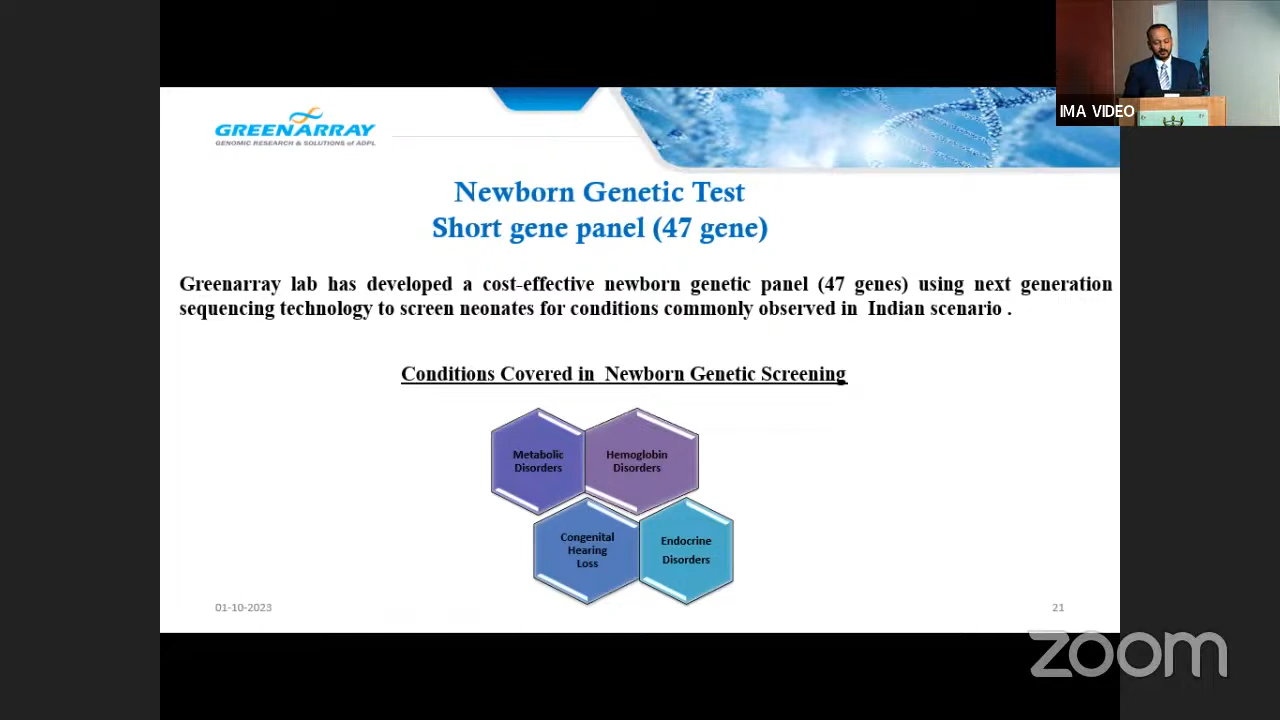 IMA VIDEO
GREENARRAY
GENOMIC RESEARCH & SOLUTIONS of ADPL
Newborn Genetic Test
Short gene panel (47 gene)
Greenarray lab has developed a cost-effective newborn genetic panel (47 genes) using next generation
sequencing technology to screen neonates for conditions commonly observed in Indian scenario .
Conditions Covered in Newborn Genetic Screening
Metabolic
Disorders
Hemoglobin
Disorders
Congenital
Hearing
Loss
Endocrine
Disorders
01-10-2023
21
zoom